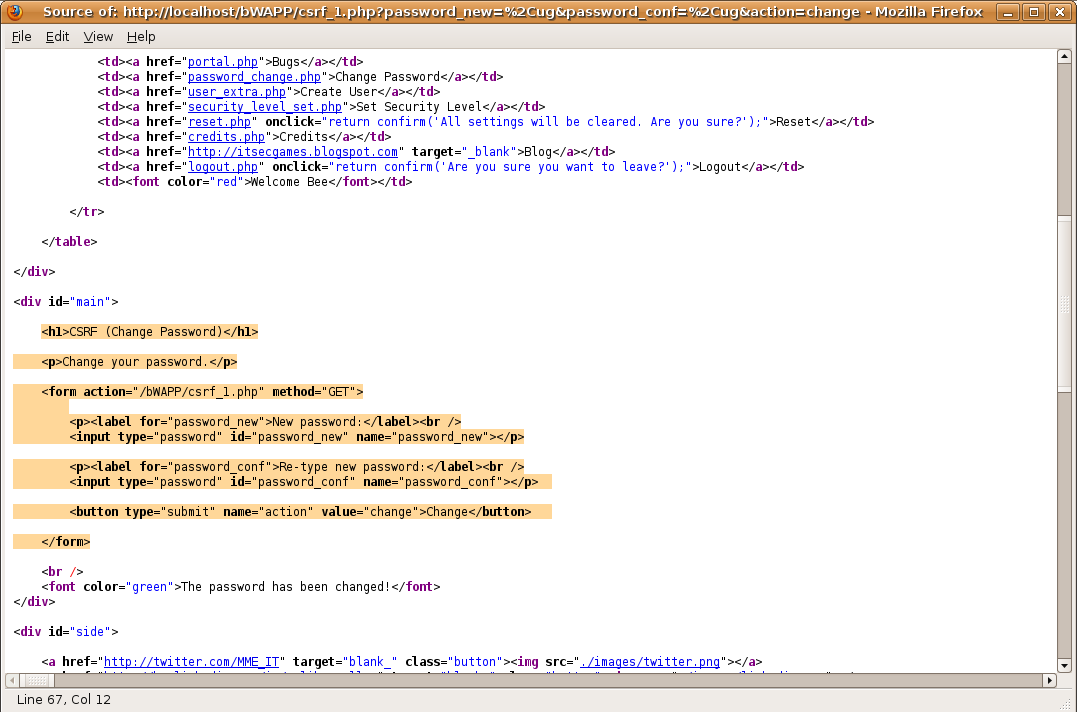 Source of: http://localhost/bWAPP/csrf_1.php?password_new=%2Cug&password_conf=%2Cug&action=change - Mozilla Firefox
File Edit View Help
<td><a href="portal.php">Bugs</a></td>
<td><a href="password_change.php">Change Password</a></td>
<td><a href="user_extra.php">Create User</a></td>
<td><a href="security_level_set.php">Set Security Level</a></td>
<td><a href="reset.php" onclick="return confirm('All settings will be cleared. Are you sure?');">Reset</a></td>
<td><a href="credits.php">Credits</a></td>
<td><a href="http://itsecgames.blogspot.com" target="_blank">Blog</a></td>
<td><a href="logout.php" onclick="return confirm('Are you sure you want to leave?');">Logout</a></td>
<td><font color="red">Welcome Bee</font></td>
</tr>
</table>
</div>
<div id="main">
<h1>CSRF (Change Password)</h1>
<p>Change your password.</p>
<form action="/bWAPP/csrf_1.php" method="GET">
<p><label for="password_new">New password:</label><br />
<input type="password" id="password_new" name="password_new"></p>
<p><label for="password_conf">Re-type new password:</label><br />
<input type="password" id="password_conf" name="password_conf"></p>
<button type="submit" name="action" value="change">Change</button>
</form>
<br />
<font color="green">The password has been changed!</font>
</div>
<div id="side">
<a href="http://twitter.com/MME_IT" target="blank_" class="button"><img src="./images/twitter.png"></a>
Line 67, Col 12